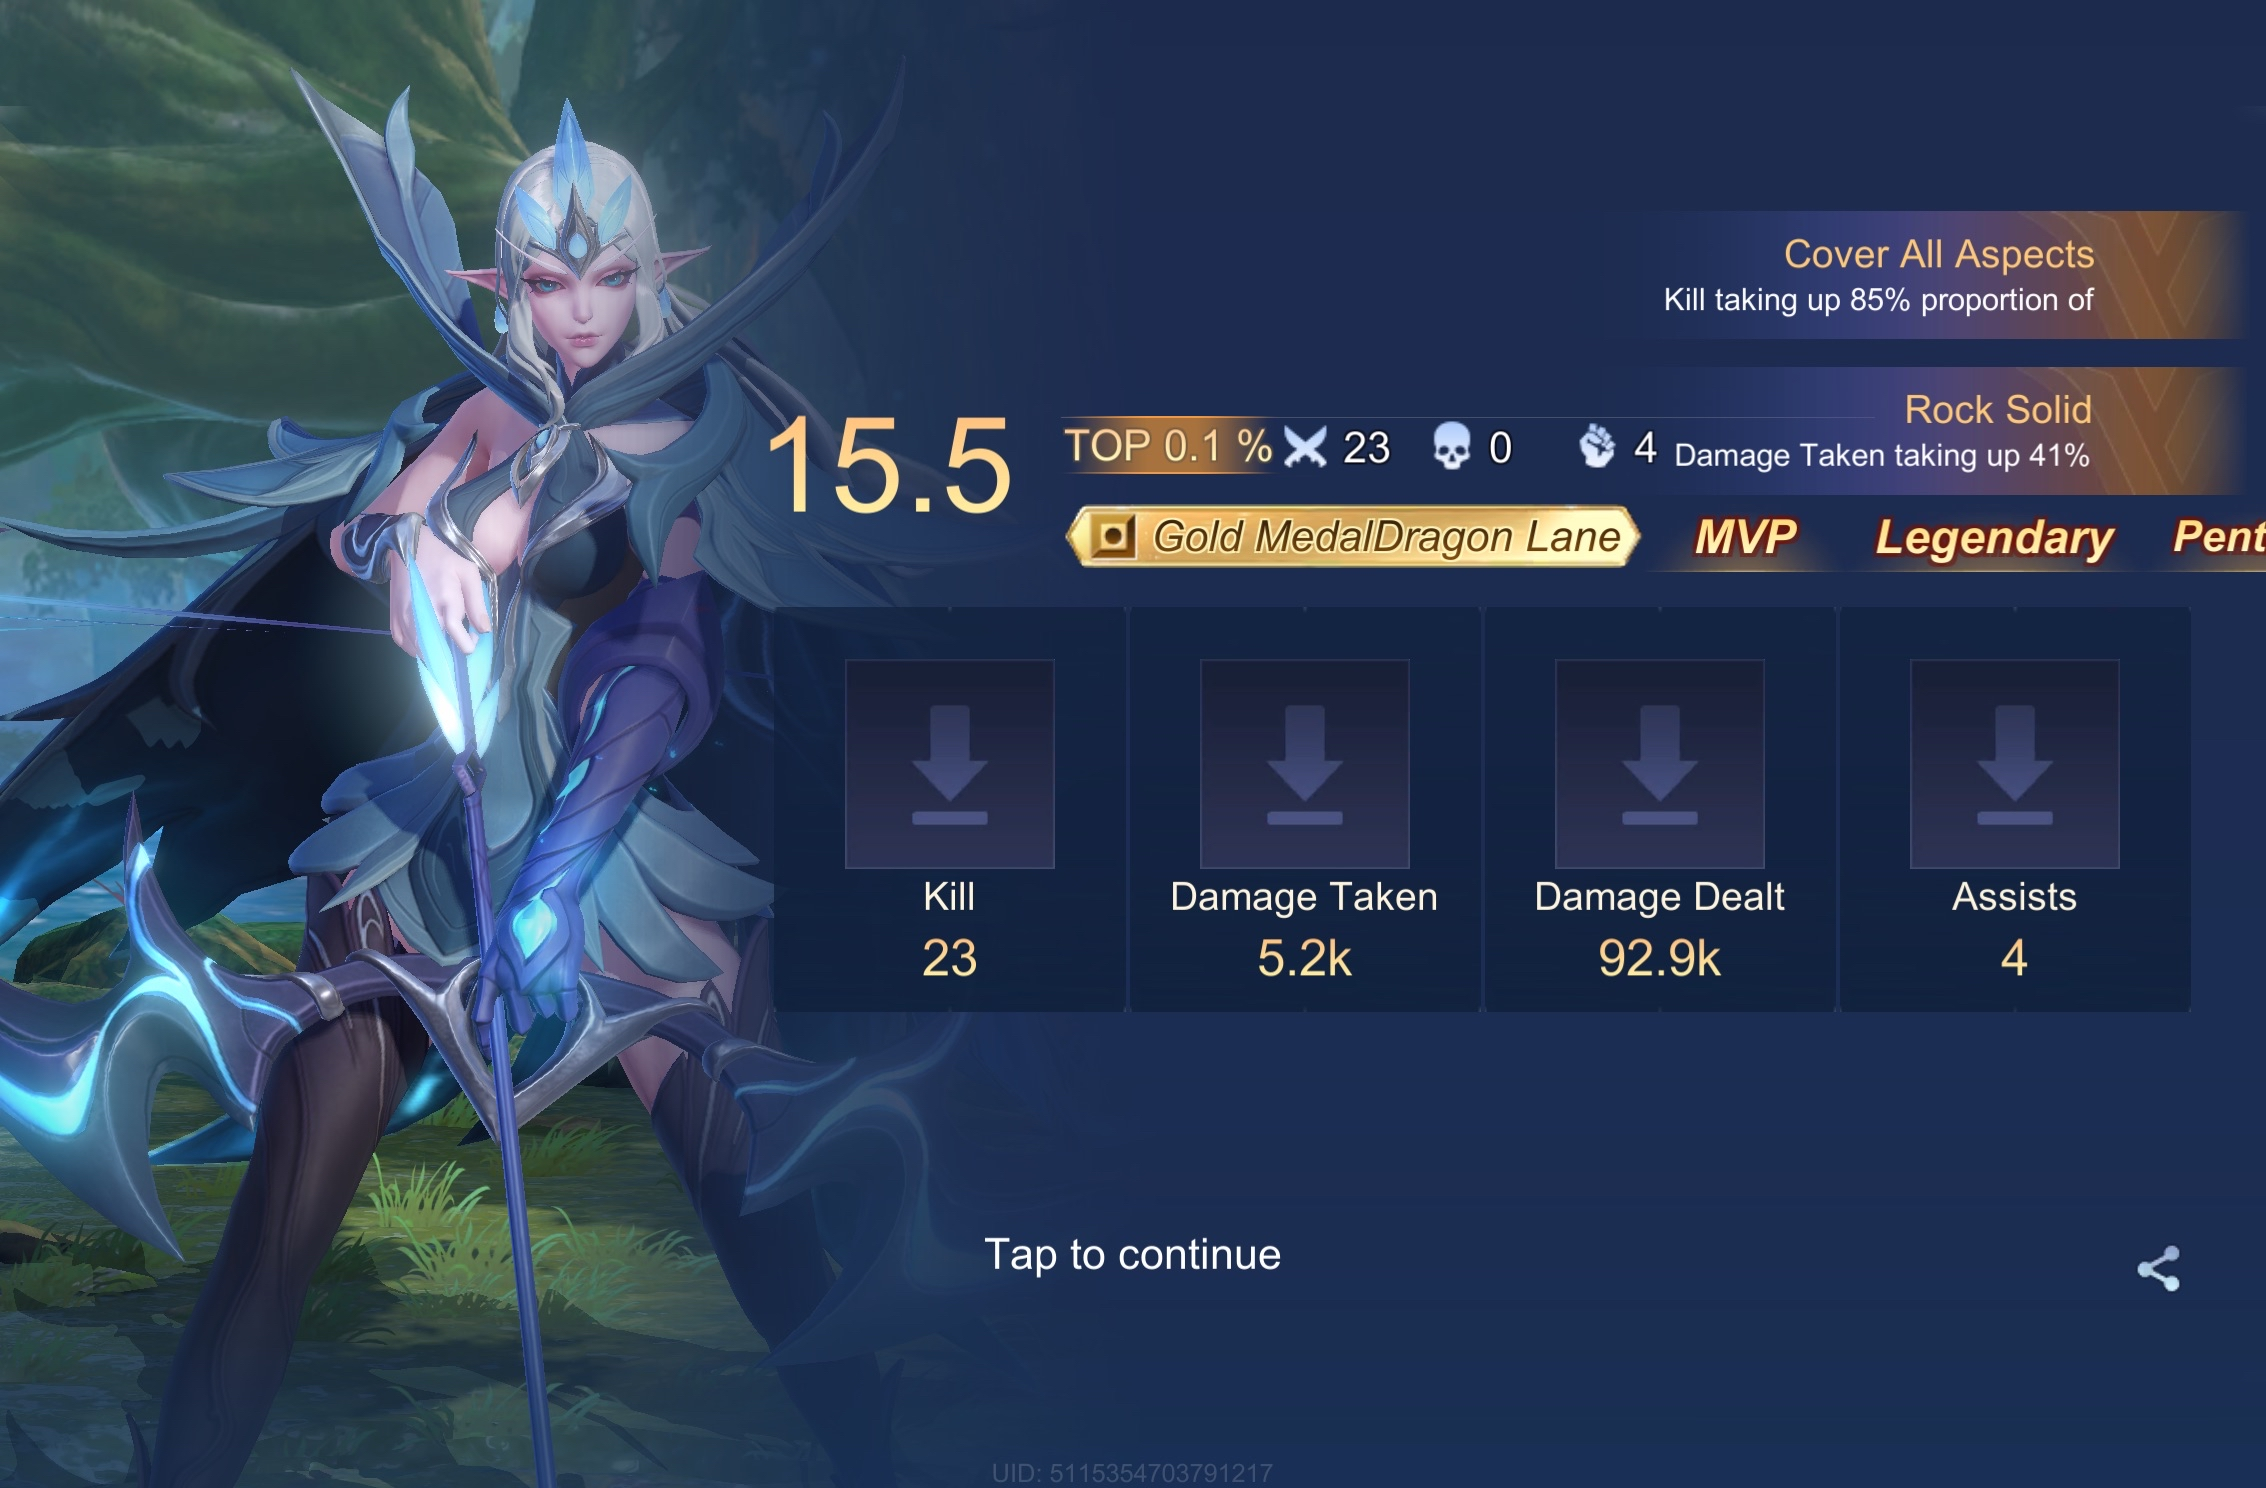 Cover All Aspects
Kill taking up 85% proportion of
Rock Solid
Damage Taken taking up 41%
15.5
TOP 0.1 %
23
0
4
Gold MedalDragon Lane
MVP
Legendary
Pent
Kill
23
Damage Taken
5.2k
Damage Dealt
92.9k
Assists
4
Tap to continue
UID: 5115354703791217